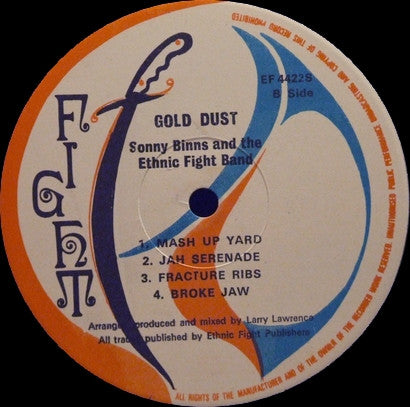 FIGHT
EF 4422S
B Side
GOLD DUST
Sonny Binns and the
Ethnic Fight Band
1. MASH UP YARD
2. JAH SERENADE
3. FRACTURE RIBS
4. BROKE JAW
Arranged produced and mixed by Larry Lawrence
All tracks published by Ethnic Fight Publishers
ALL RIGHTS OF THE MANUFACTURER AND OF THE OWNER OF THE RECORDED WORK RESERVED. UNAUTHORISED PUBLIC PERFORMANCE, BROADCASTING AND COPYING OF THIS RECORD PROHIBITED